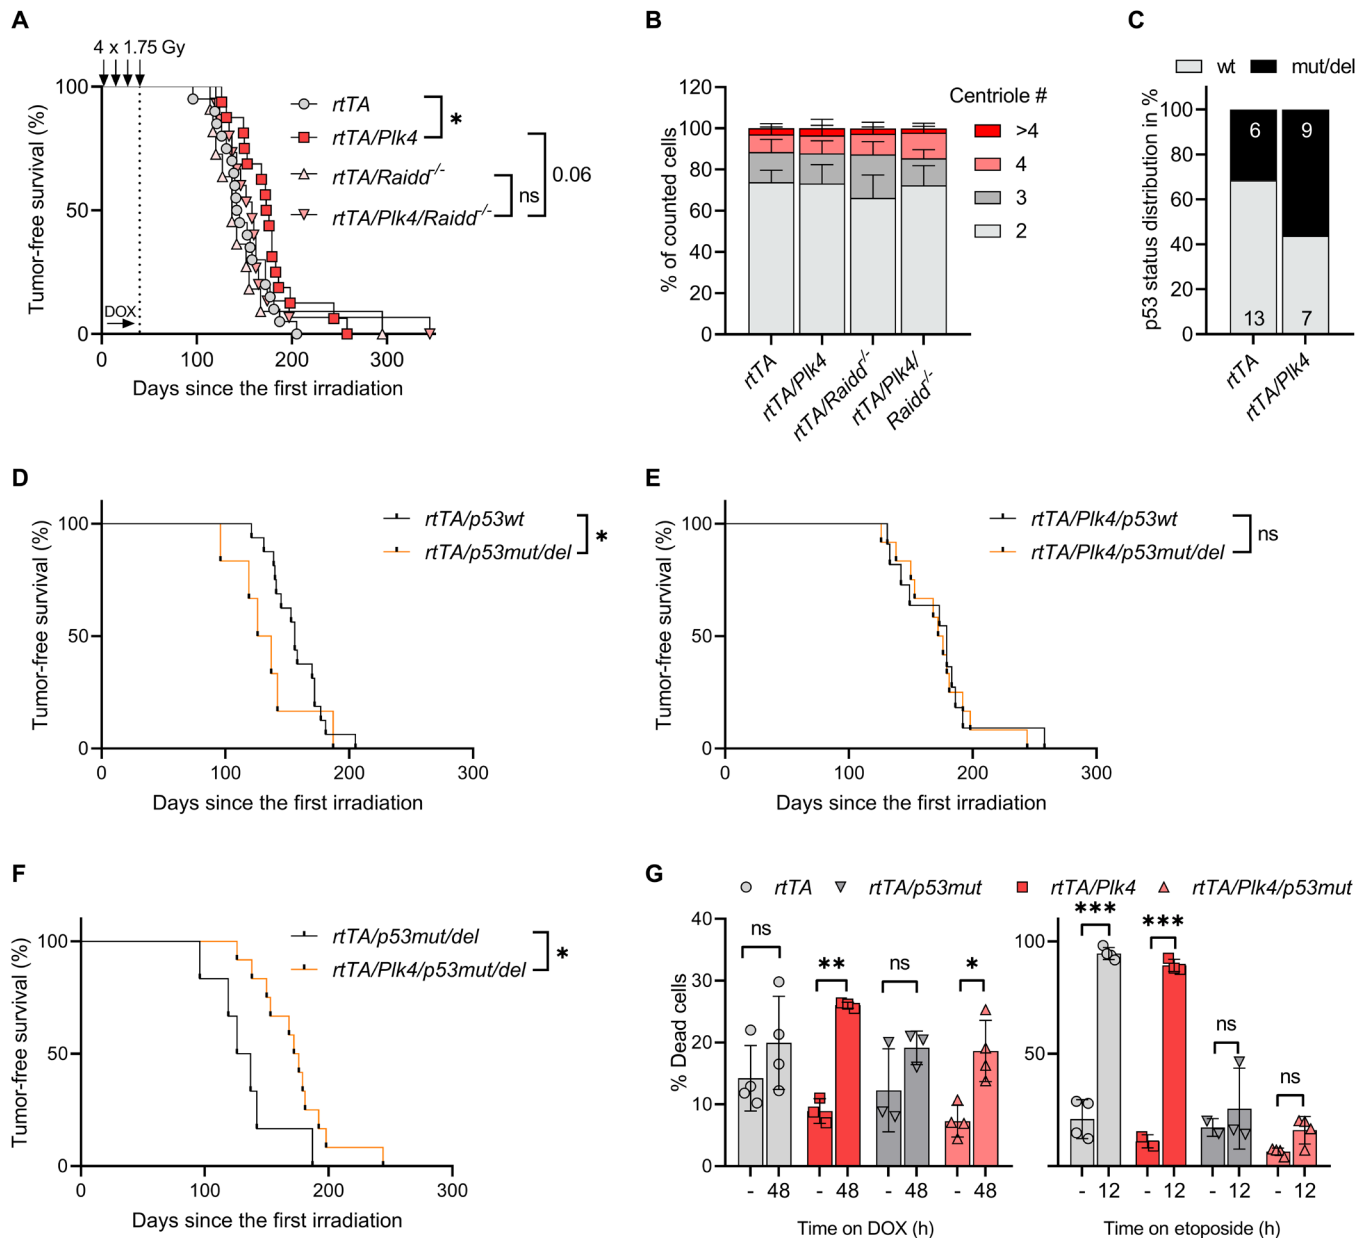 A
4 x 1.75 Gy
100
50
0
Tumor-free survival (%)
DOX
0 100 200 300
Days since the first irradiation
rtTA
rtTA/Plk4
rtTA/Raidd-/-
rtTA/Plk4/Raidd-/-
*
ns
0.06
B
120
100
80
60
40
20
0
% of counted cells
Centriole #
>4
4
3
2
rtTA
rtTA/Plk4
rtTA/Raidd-/-
rtTA/Plk4/
Raidd-/-
C
wt mut/del
100
80
60
40
20
0
p53 status distribution in %
6 9
13 7
rtTA
rtTA/Plk4
D
100
50
0
Tumor-free survival (%)
rtTA/p53wt
rtTA/p53mut/del
*
0 100 200 300
Days since the first irradiation
E
100
50
0
Tumor-free survival (%)
rtTA/Plk4/p53wt
rtTA/Plk4/p53mut/del
ns
0 100 200 300
Days since the first irradiation
F
100
50
0
Tumor-free survival (%)
rtTA/p53mut/del
rtTA/Plk4/p53mut/del
*
0 100 200 300
Days since the first irradiation
G
rtTA rtTA/p53mut rtTA/Plk4 rtTA/Plk4/p53mut
40
30
20
10
0
% Dead cells
ns ** ns *
- 48 - 48 - 48 - 48
Time on DOX (h)
100
50
*** *** ns ns
- 12 - 12 - 12 - 12
Time on etoposide (h)